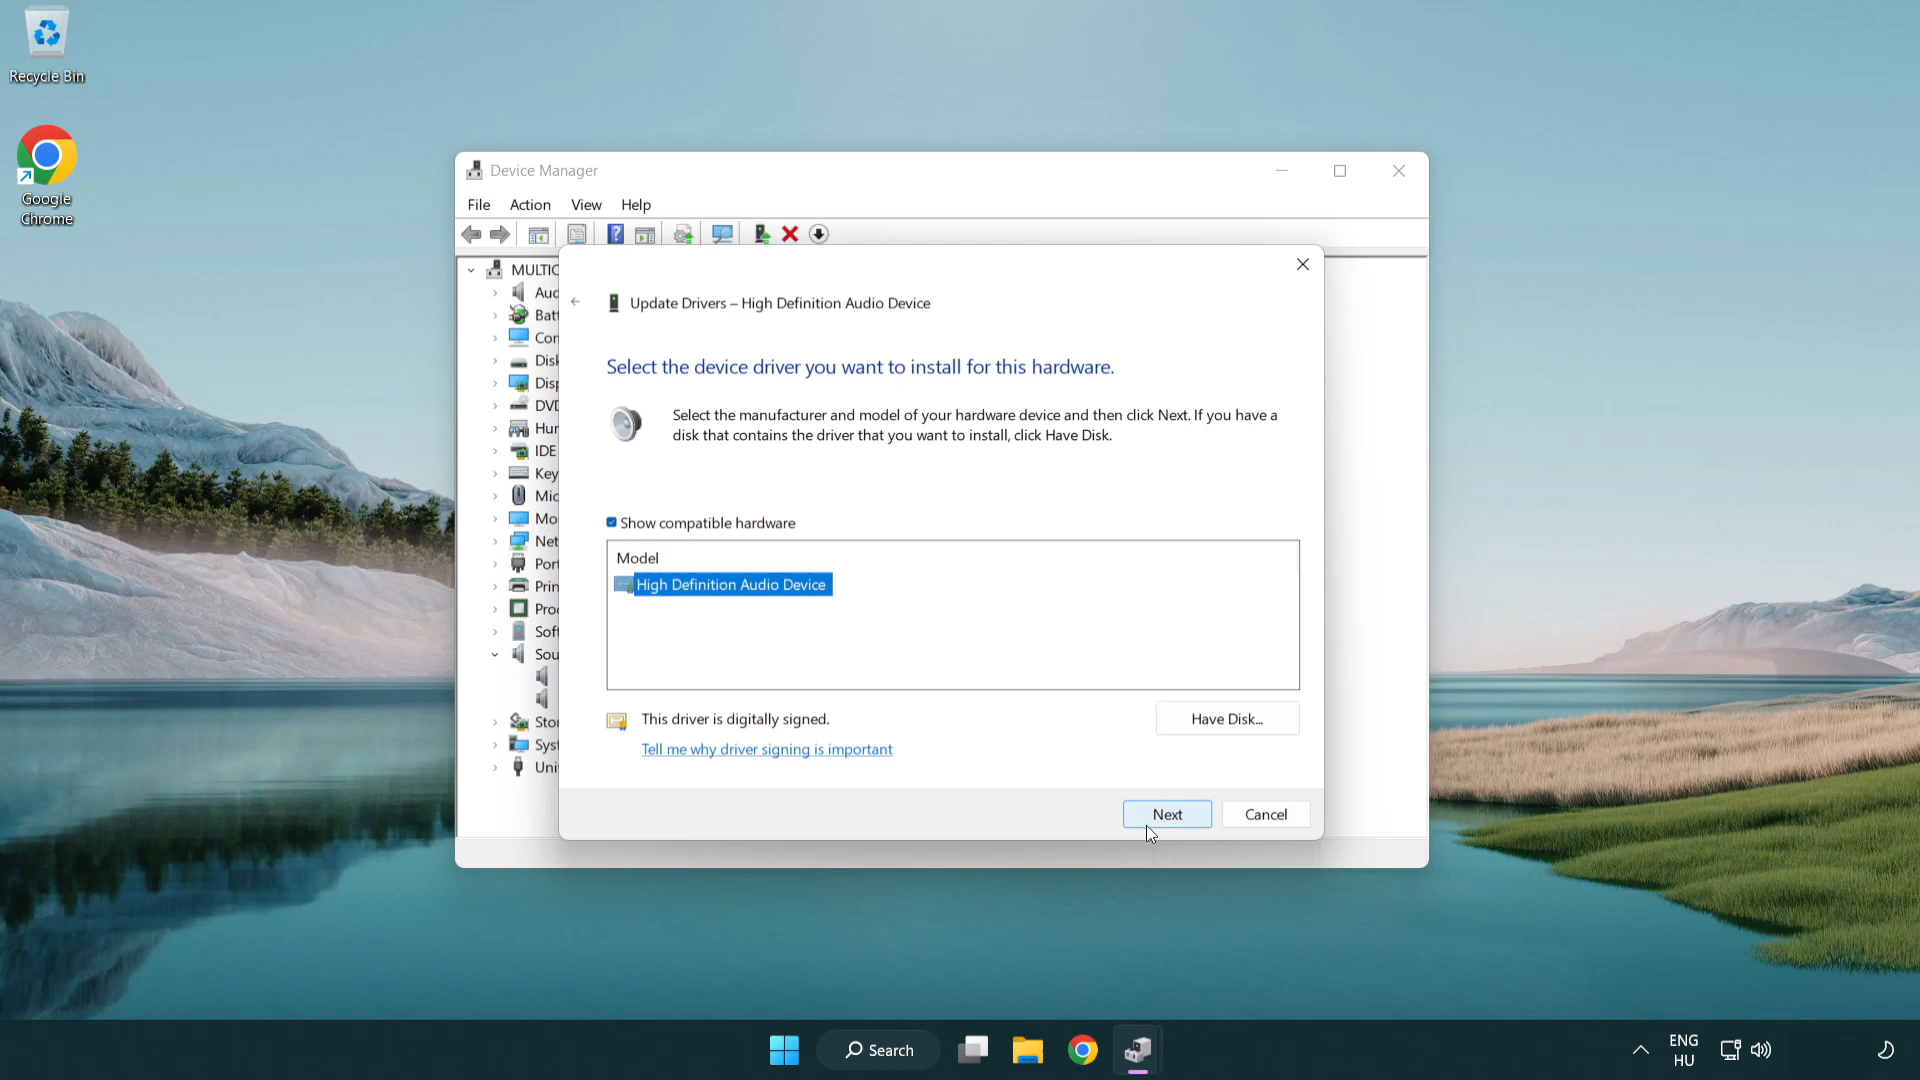 Recycle Bin
Google
Chrome
Device Manager
File Action View Help
MULTIC
Aud
Batt
Con
Disk
Disp
DVD
Hun
IDE
Key
Mic
Mo
Net
Port
Prin
Proc
Soft
Sou
Stor
Syst
Uni
Update Drivers – High Definition Audio Device
Select the device driver you want to install for this hardware.
Select the manufacturer and model of your hardware device and then click Next. If you have a
disk that contains the driver that you want to install, click Have Disk.
Show compatible hardware
Model
High Definition Audio Device
This driver is digitally signed.
Have Disk...
Tell me why driver signing is important
Next
Cancel
Search
ENG
HU